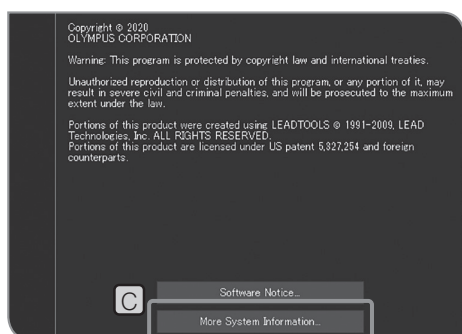 Copyright © 2020
OLYMPUS CORPORATION
Warning: This program is protected by copyright law and international treaties.
Unauthorized reproduction or distribution of this program, or any portion of it, may
result in severe civil and criminal penalties, and will be prosecuted to the maximum
extent under the law.
Portions of this product were created using LEADTOOLS © 1991-2009, LEAD
Technologies, Inc. ALL RIGHTS RESERVED.
Portions of this product are licensed under US patent 5,327,254 and foreign
counterparts.
Software Notice...
C
More System Information...